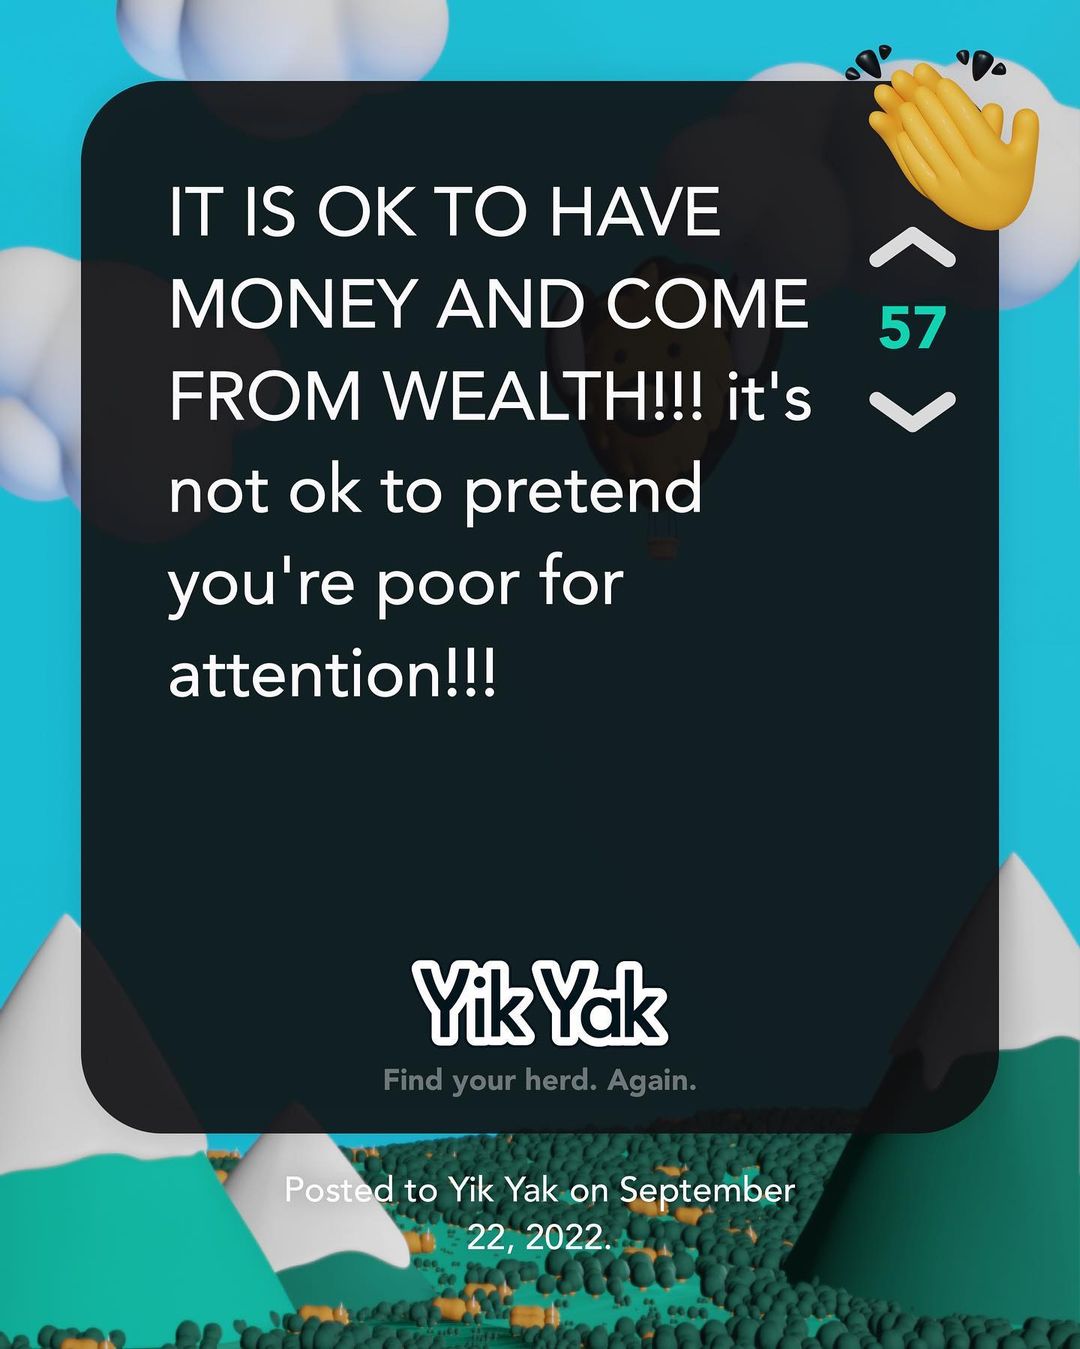 IT IS OK TO HAVE
MONEY AND COME
FROM WEALTH!!! it's
not ok to pretend
you're poor for
attention!!!
57
Yik Yak
Find your herd. Again.
Posted to Yik Yak on September
22, 2022.